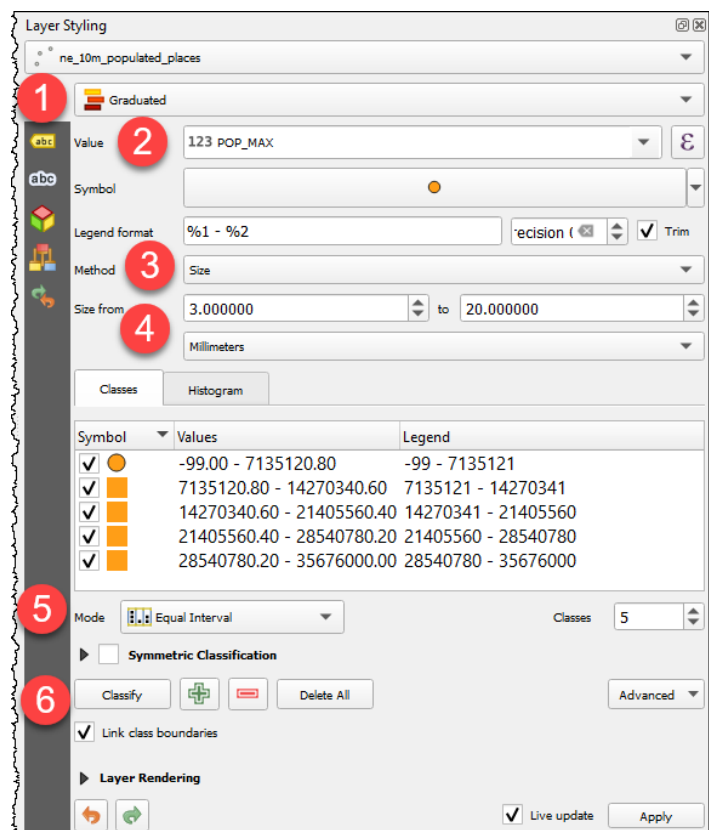 Layer Styling
ne_10m_populated_places
1
Graduated
abc
Value 2 123 POP_MAX ε
abc
Symbol
Legend format %1 - %2 Trim
Method 3 Size
Size from 3.000000 to 20.000000
4
Millimeters
Classes Histogram
Symbol Values Legend
-99.00 - 7135120.80 -99 - 7135121
7135120.80 - 14270340.60 7135121 - 14270341
14270340.60 - 21405560.40 14270341 - 21405560
21405560.40 - 28540780.20 21405560 - 28540780
28540780.20 - 35676000.00 28540780 - 35676000
5 Mode Equal Interval Classes 5
Symmetric Classification
6 Classify Delete All Advanced
Link class boundaries
Layer Rendering
Live update Apply